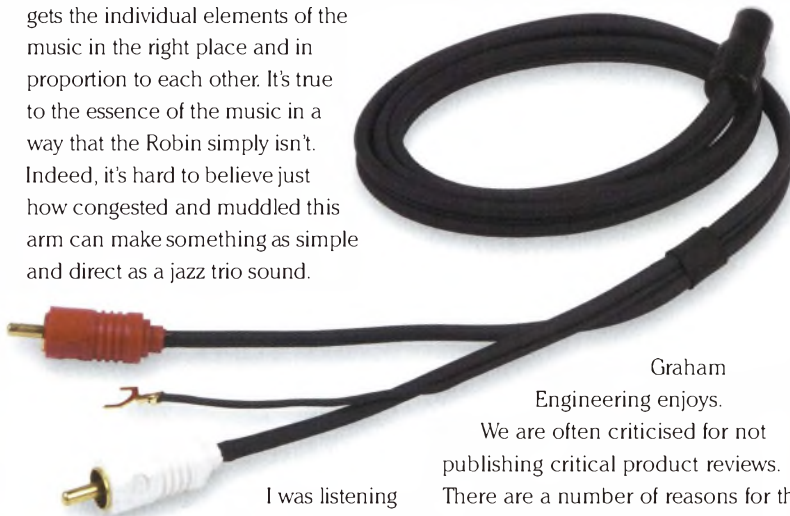 gets the individual elements of the
music in the right place and in
proportion to each other. It's true
to the essence of the music in a
way that the Robin simply isn't.
Indeed, it's hard to believe just
how congested and muddled this
arm can make something as simple
and direct as a jazz trio sound.
I was listening
Graham
Engineering enjoys.
We are often criticised for not
publishing critical product reviews.
There are a number of reasons for